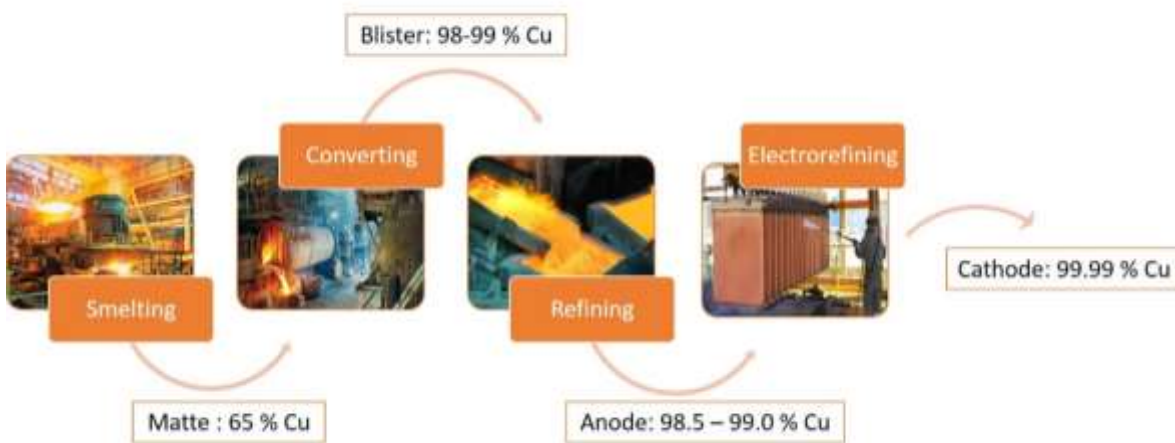 Blister: 98-99 % Cu
Converting
Electrorefining
Smelting
Refining
Cathode: 99.99 % Cu
Matte : 65 % Cu
Anode: 98.5 – 99.0 % Cu